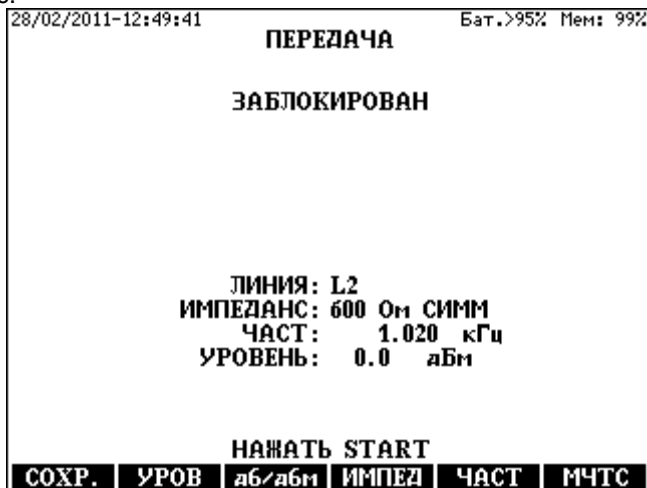 28/02/2011-12:49:41 Бат.>95% Мем: 99%
ПЕРЕДАЧА
ЗАБЛОКИРОВАН
ЛИНИЯ: L2
ИМПЕДАНС: 600 Ом СИММ
ЧАСТ: 1.020 кГц
УРОВЕНЬ: 0.0 дБм
НАЖАТЬ START
СОХР. УРОВ дб/дбм ИМПЕД ЧАСТ МЧТС